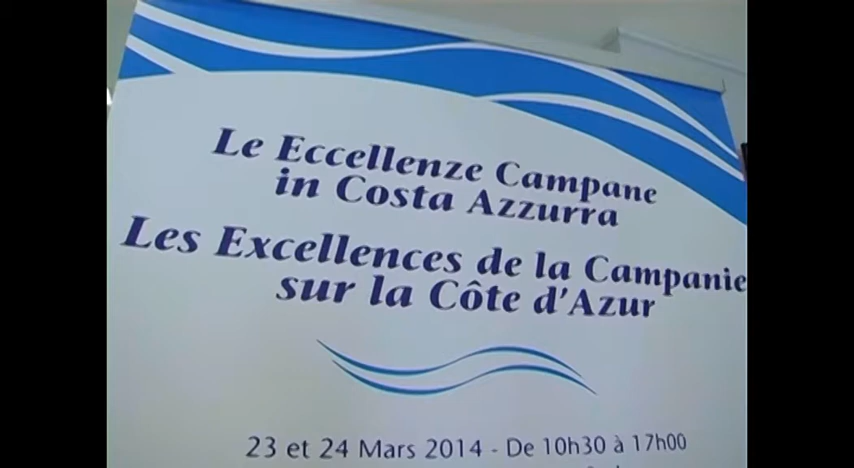 Le Eccellenze Campane
in Costa Azzurra
Les Excellences de la Campanie
sur la Côte d'Azur
23 et 24 Mars 2014 - De 10h30 à 17h00